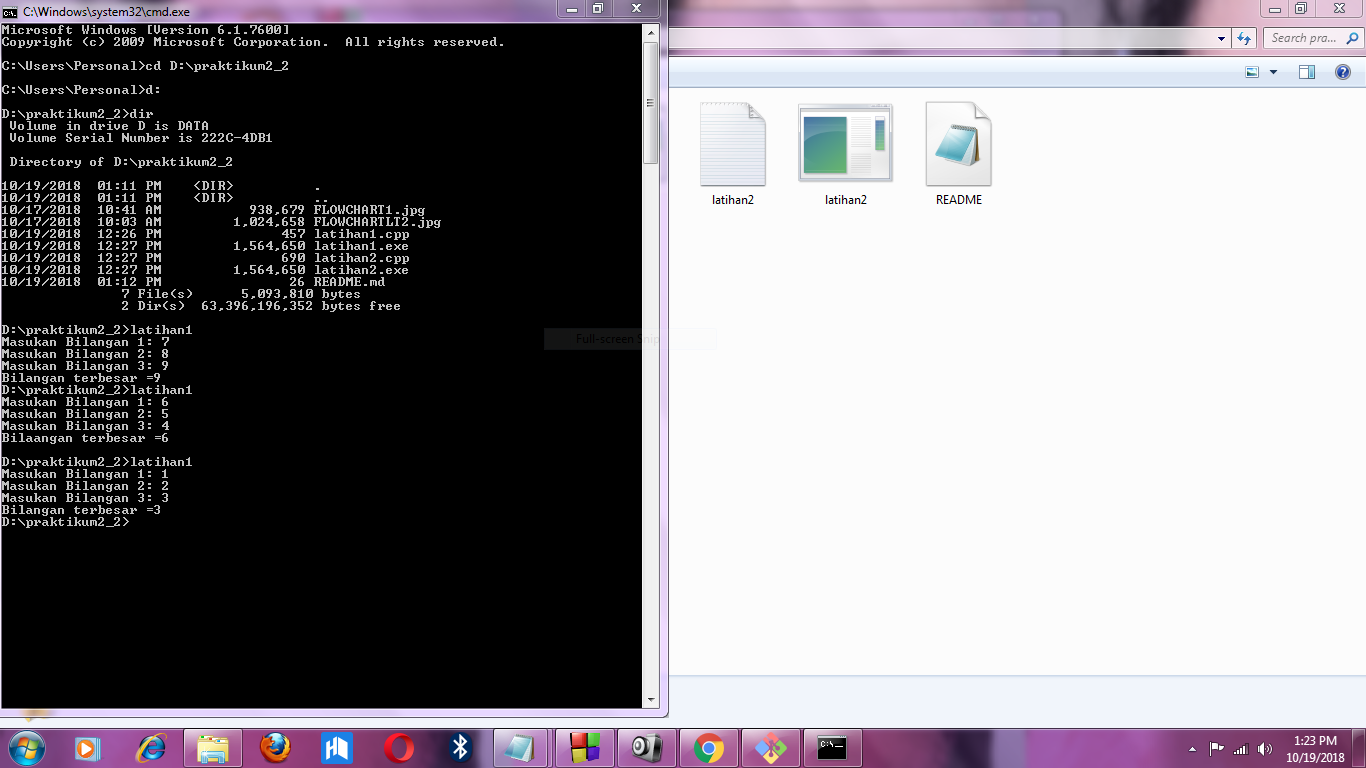 C:\Windows\system32\cmd.exe
Microsoft Windows [Version 6.1.7600]
Copyright (c) 2009 Microsoft Corporation.  All rights reserved.
C:\Users\Personal>cd D:\praktikum2_2
C:\Users\Personal>d:
D:\praktikum2_2>dir
 Volume in drive D is DATA
 Volume Serial Number is 222C-4DB1
 Directory of D:\praktikum2_2
10/19/2018  01:11 PM    <DIR>          .
10/19/2018  01:11 PM    <DIR>          ..
10/17/2018  10:41 AM           938,679 FLOWCHART1.jpg
10/17/2018  10:03 AM         1,024,658 FLOWCHARTLT2.jpg
10/19/2018  12:26 PM               457 latihan1.cpp
10/19/2018  12:27 PM         1,564,650 latihan1.exe
10/19/2018  12:27 PM               690 latihan2.cpp
10/19/2018  12:27 PM         1,564,650 latihan2.exe
10/19/2018  01:12 PM                26 README.md
               7 File(s)      5,093,810 bytes
               2 Dir(s)  63,396,196,352 bytes free
D:\praktikum2_2>latihan1
Masukan Bilangan 1: 7
Masukan Bilangan 2: 8
Masukan Bilangan 3: 9
Bilangan terbesar =9
D:\praktikum2_2>latihan1
Masukan Bilangan 1: 6
Masukan Bilangan 2: 5
Masukan Bilangan 3: 4
Bilaangan terbesar =6
D:\praktikum2_2>latihan1
Masukan Bilangan 1: 1
Masukan Bilangan 2: 2
Masukan Bilangan 3: 3
Bilangan terbesar =3
D:\praktikum2_2>
Full-screen Snip
Search pra...
latihan2
latihan2
README
1:23 PM
10/19/2018